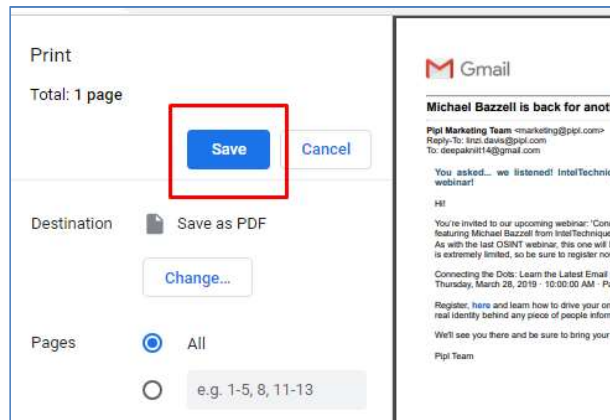 Print
Total: 1 page
Save
Cancel
Destination
Save as PDF
Change...
Pages
All
e.g. 1-5, 8, 11-13
Gmail
Michael Bazzell is back for anot
Pipl Marketing Team <marketing@pipl.com>
Reply-To: linzi.davis@pipl.com
To: deepakniit14@gmail.com
You asked... we listened! IntelTechnic
webinar!
Hi!
You're invited to our upcoming webinar: 'Con
featuring Michael Bazzell from IntelTechnique
As with the last OSINT webinar, this one will
is extremely limited, so be sure to register no
Connecting the Dots: Learn the Latest Email
Thursday, March 28, 2019 - 10:00:00 AM - Pa
Register, here and learn how to drive your on
real identity behind any piece of people infor
We'll see you there and be sure to bring your
Pipl Team